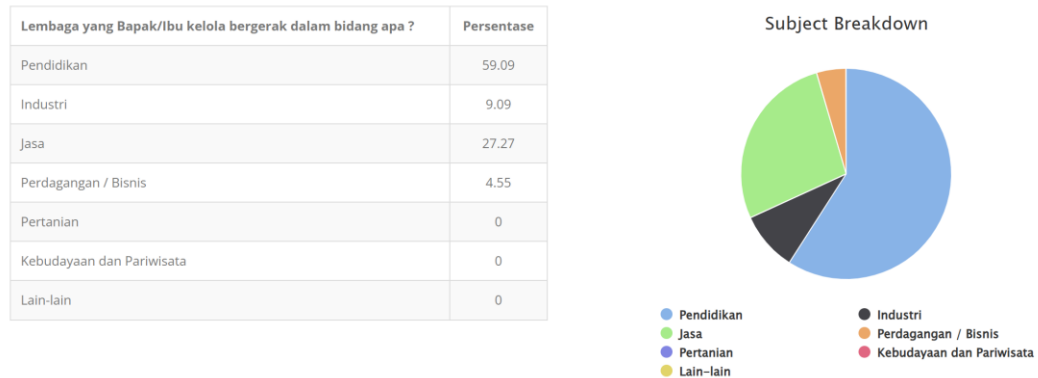 Lembaga yang Bapak/Ibu kelola bergerak dalam bidang apa ? Persentase
Pendidikan 59.09
Industri 9.09
Jasa 27.27
Perdagangan / Bisnis 4.55
Pertanian 0
Kebudayaan dan Pariwisata 0
Lain-lain 0
Subject Breakdown
Pendidikan Industri
Jasa Perdagangan / Bisnis
Pertanian Kebudayaan dan Pariwisata
Lain-lain